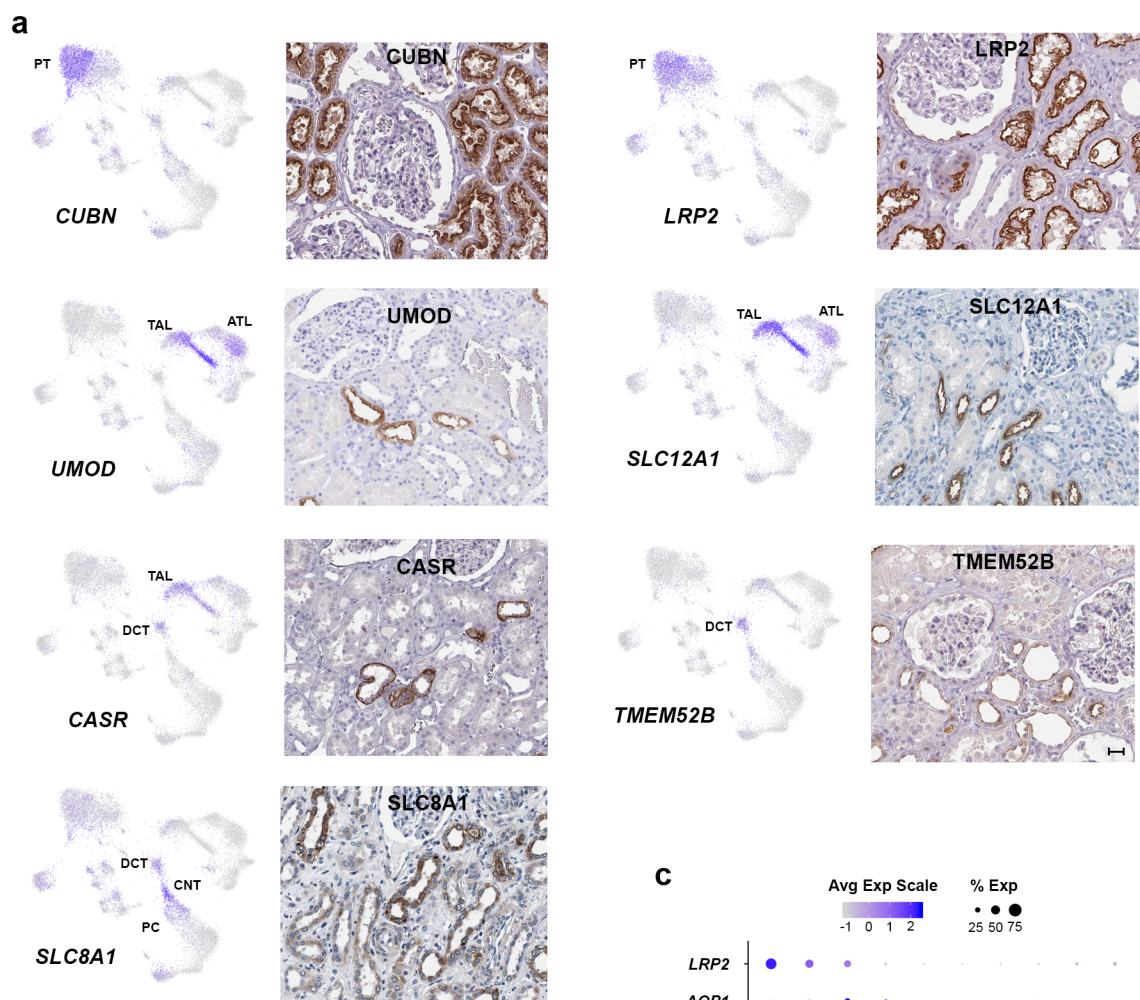 a
PT
CUBN
CUBN
PT
LRP2
LRP2
TAL
ATL
UMOD
UMOD
TAL
ATL
SLC12A1
SLC12A1
TAL
DCT
CASR
CASR
DCT
TMEM52B
TMEM52B
DCT
CNT
PC
SLC8A1
SLC8A1
c
Avg Exp Scale
-1 0 1 2
% Exp
25 50 75
LRP2
AQP1